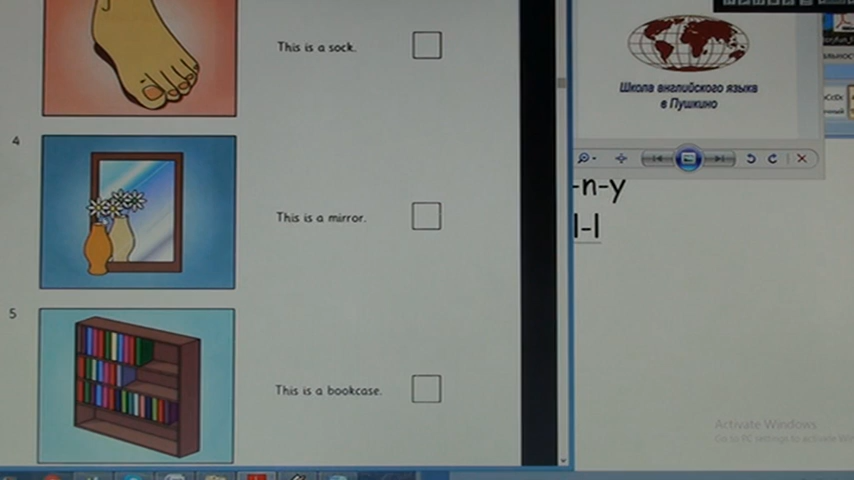 This is a sock.
4
This is a mirror.
5
This is a bookcase.
Школа английского языка
в Пушкино
-n-y
l-l
Activate Windows